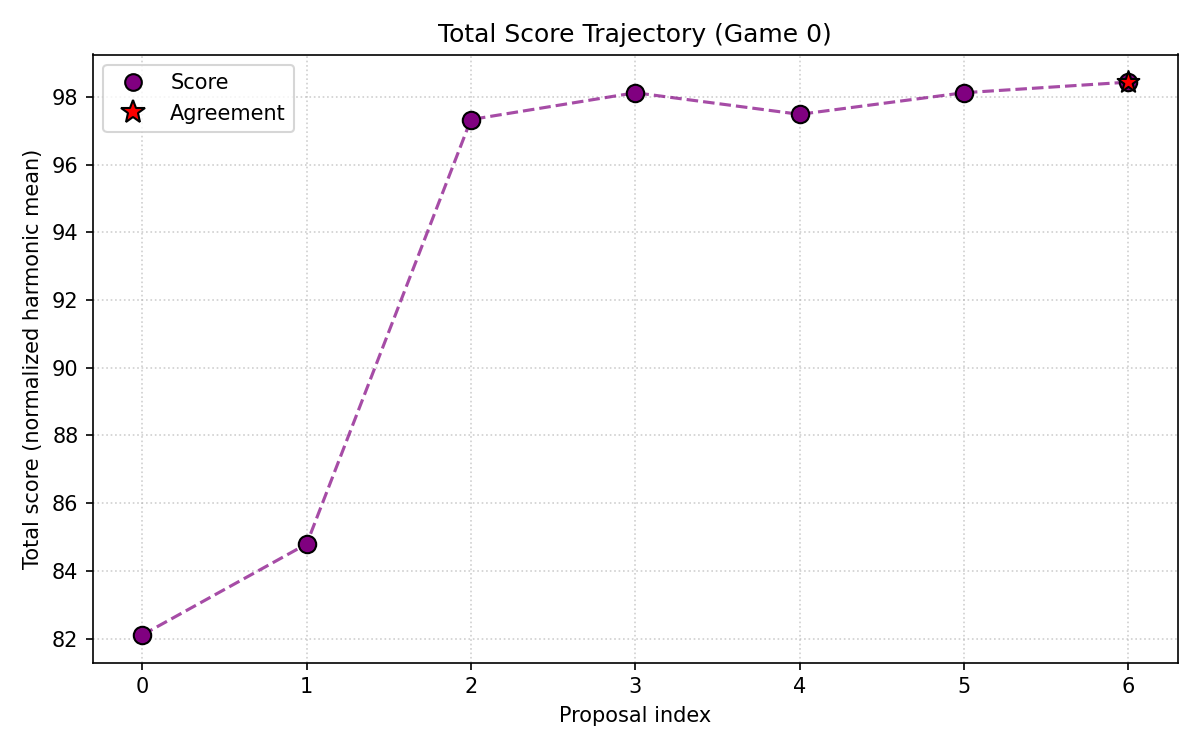 Total Score Trajectory (Game 0)
Score
Agreement
Total score (normalized harmonic mean)
98
96
94
92
90
88
86
84
82
0 1 2 3 4 5 6
Proposal index